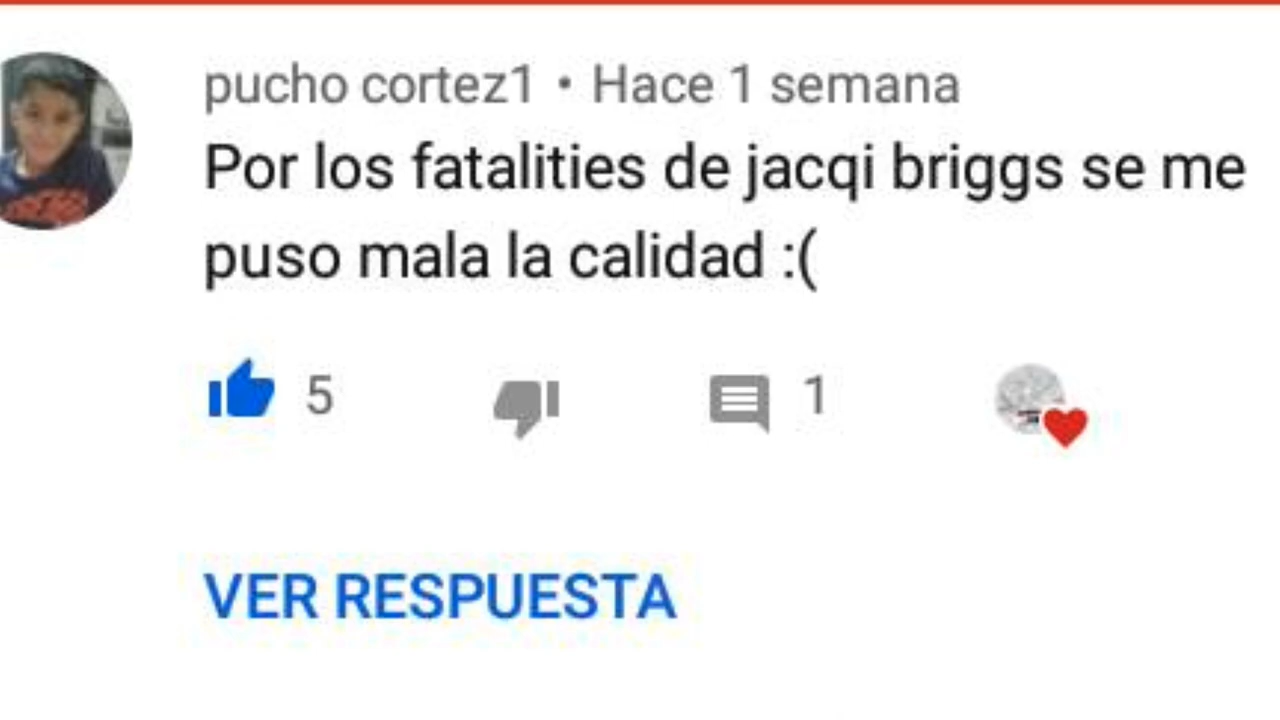 pucho cortez1 • Hace 1 semana
Por los fatalities de jacqi briggs se me
puso mala la calidad :(
5 1
VER RESPUESTA